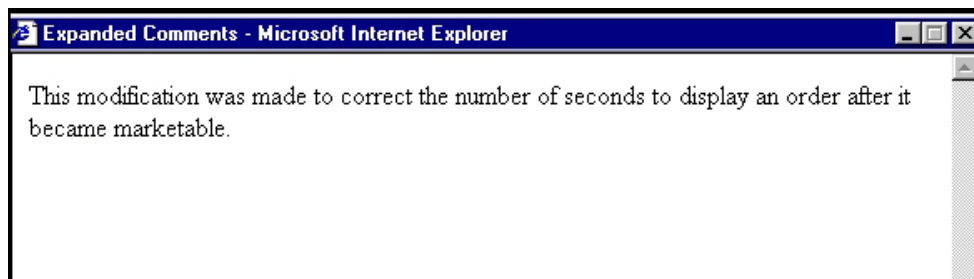 Expanded Comments - Microsoft Internet Explorer
This modification was made to correct the number of seconds to display an order after it
became marketable.